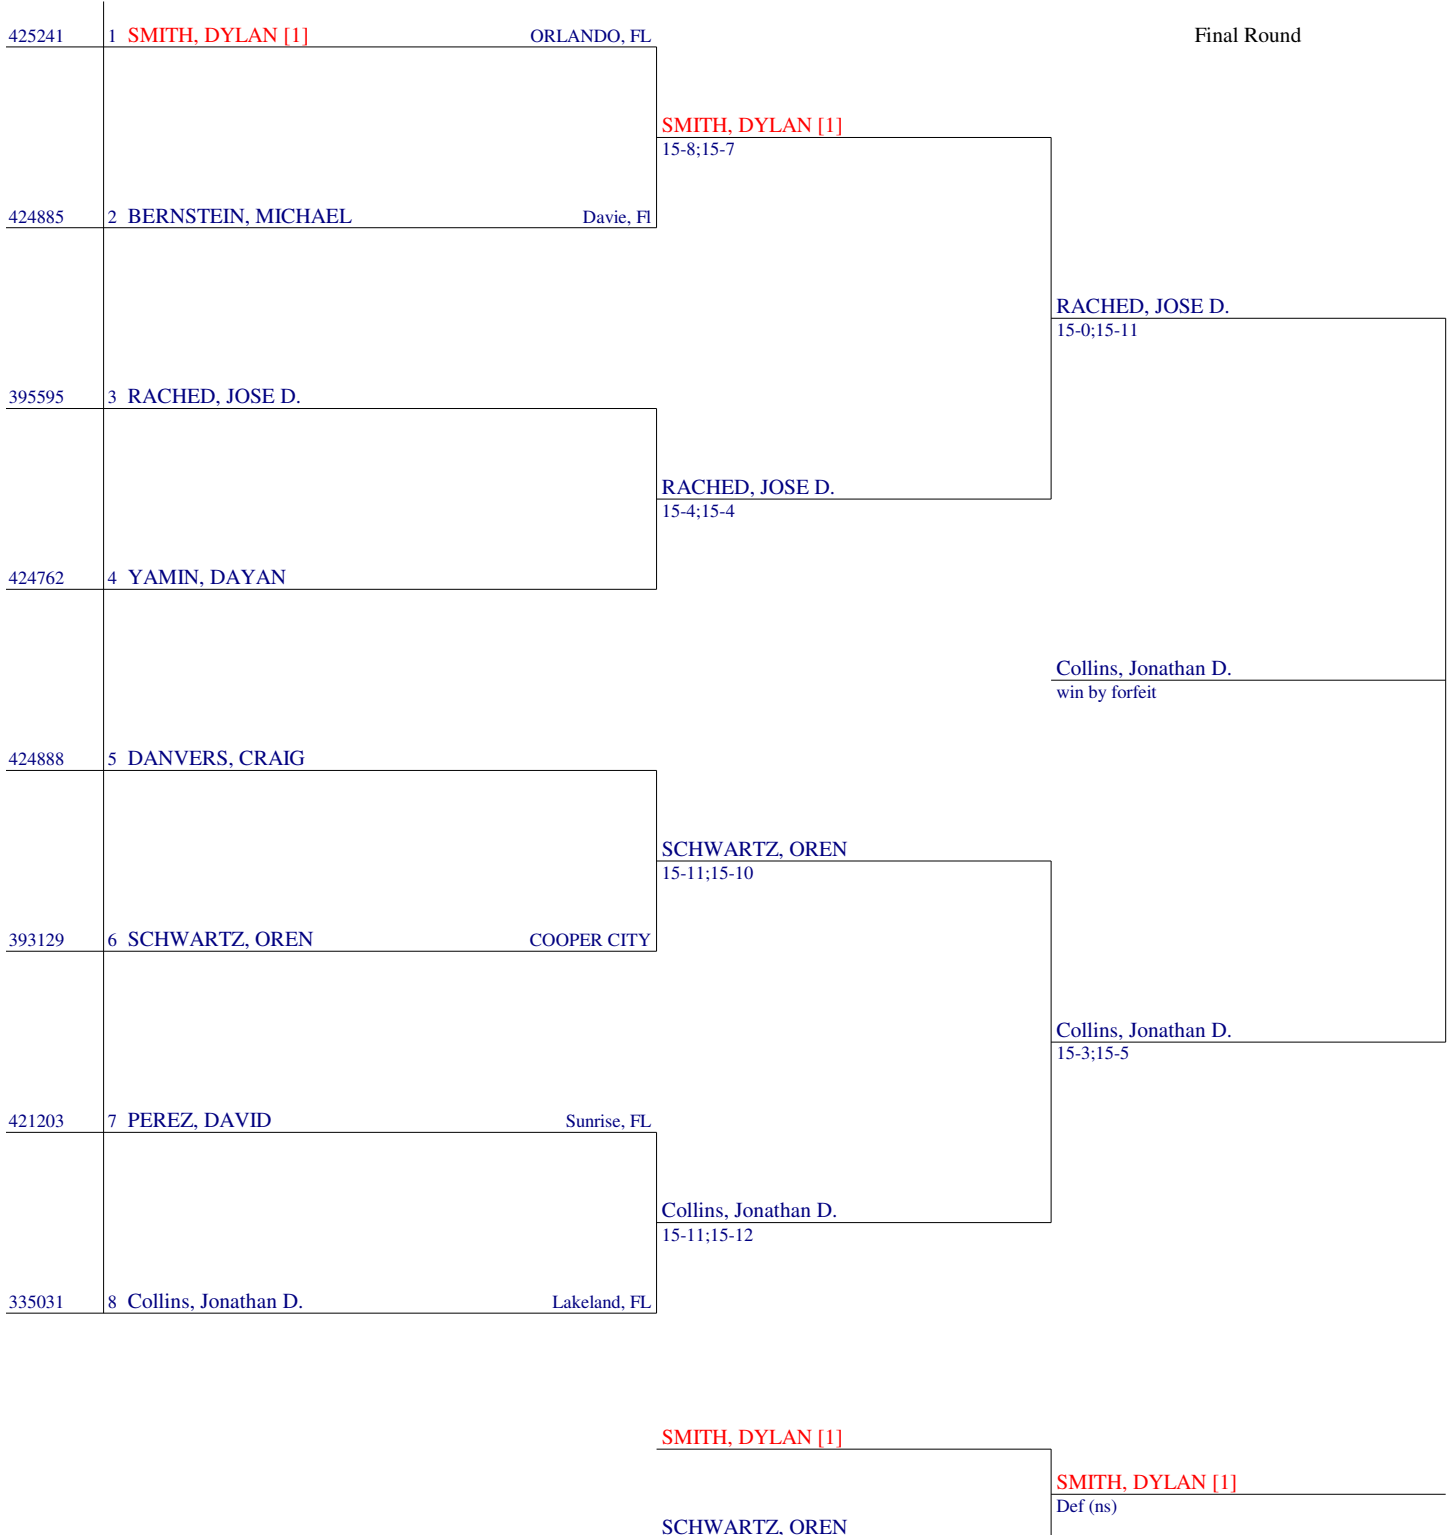 425241 1 SMITH, DYLAN [1] ORLANDO, FL Final Round
SMITH, DYLAN [1]
15-8;15-7
424885 2 BERNSTEIN, MICHAEL Davie, Fl
RACHED, JOSE D.
15-0;15-11
395595 3 RACHED, JOSE D.
RACHED, JOSE D.
15-4;15-4
424762 4 YAMIN, DAYAN
Collins, Jonathan D.
win by forfeit
424888 5 DANVERS, CRAIG
SCHWARTZ, OREN
15-11;15-10
393129 6 SCHWARTZ, OREN COOPER CITY
Collins, Jonathan D.
15-3;15-5
421203 7 PEREZ, DAVID Sunrise, FL
Collins, Jonathan D.
15-11;15-12
335031 8 Collins, Jonathan D. Lakeland, FL
SMITH, DYLAN [1]
SMITH, DYLAN [1]
Def (ns)
SCHWARTZ, OREN